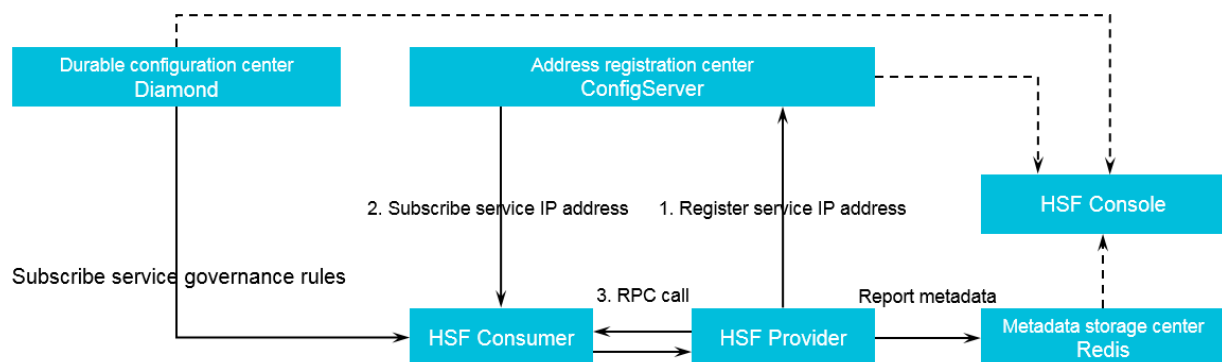 Durable configuration center
Diamond
Address registration center
ConfigServer
HSF Console
2. Subscribe service IP address
1. Register service IP address
Subscribe service governance rules
3. RPC call
Report metadata
HSF Consumer
HSF Provider
Metadata storage center
Redis